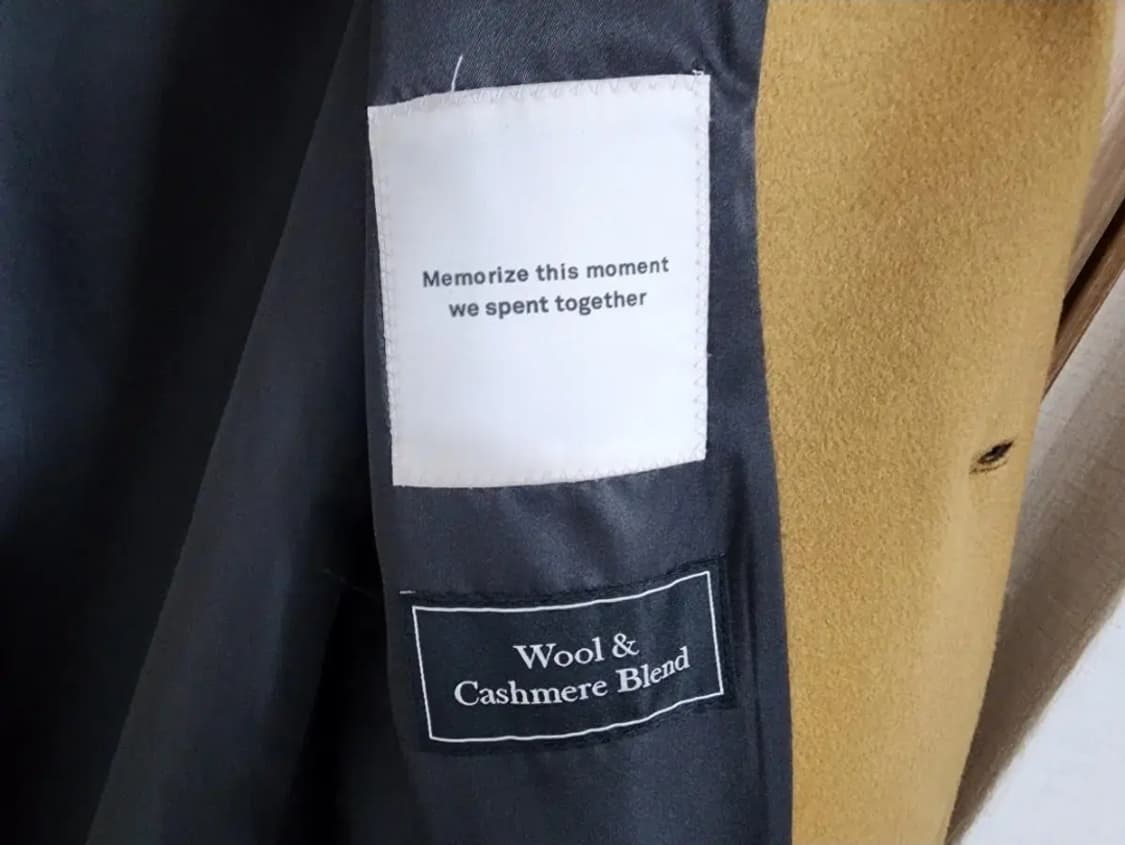 Memorize this moment
we spent together
Wool &
Cashmere Blend